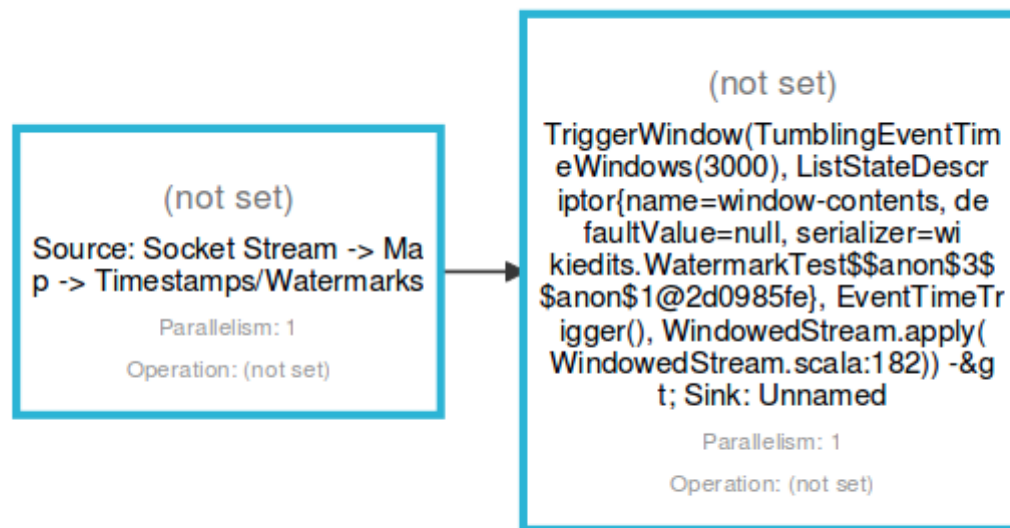 (not set)
Source: Socket Stream -> Ma
p -> Timestamps/Watermarks
Parallelism: 1
Operation: (not set)
(not set)
TriggerWindow(TumblingEventTim
eWindows(3000), ListStateDescr
iptor{name=window-contents, de
faultValue=null, serializer=wi
kiedits.WatermarkTest$$anon$3$
$anon$1@2d0985fe}, EventTimeTr
igger(), WindowedStream.apply(
WindowedStream.scala:182)) -&g
t; Sink: Unnamed
Parallelism: 1
Operation: (not set)